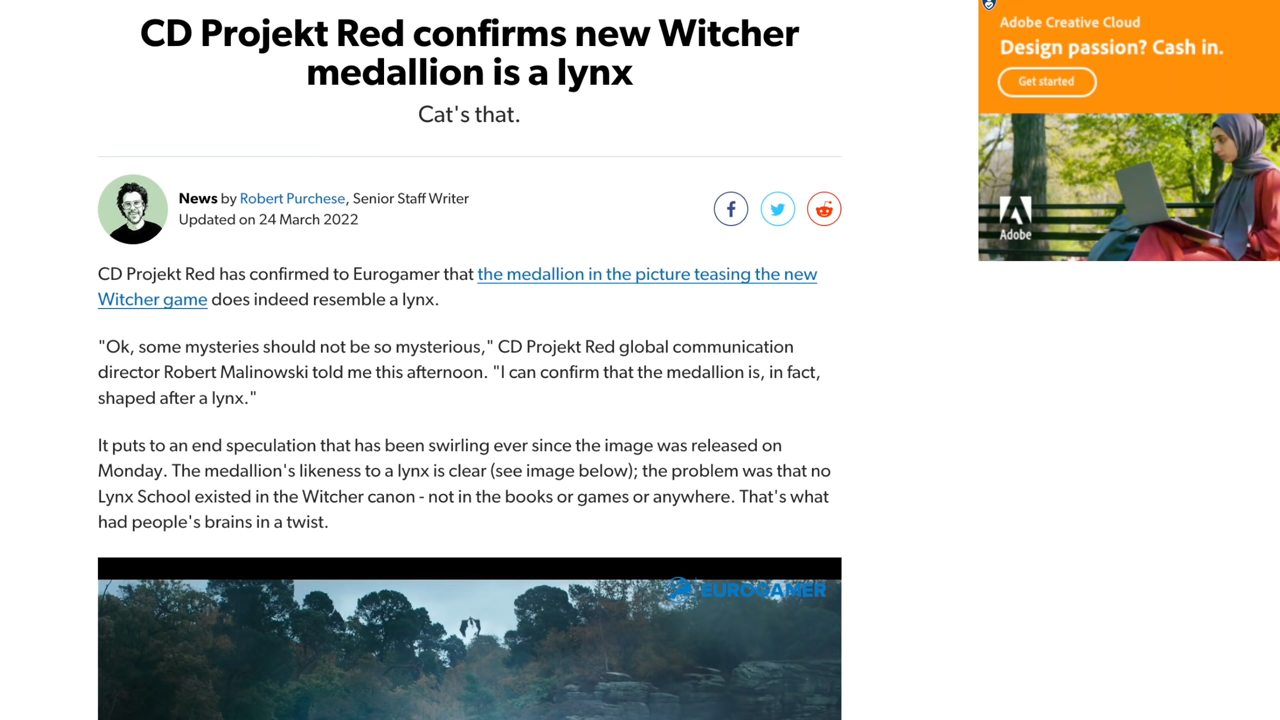 CD Projekt Red confirms new Witcher
medallion is a lynx
Cat's that.
News by Robert Purchese, Senior Staff Writer
Updated on 24 March 2022
CD Projekt Red has confirmed to Eurogamer that the medallion in the picture teasing the new
Witcher game does indeed resemble a lynx.
"Ok, some mysteries should not be so mysterious," CD Projekt Red global communication
director Robert Malinowski told me this afternoon. "I can confirm that the medallion is, in fact,
shaped after a lynx."
It puts to an end speculation that has been swirling ever since the image was released on
Monday. The medallion's likeness to a lynx is clear (see image below); the problem was that no
Lynx School existed in the Witcher canon - not in the books or games or anywhere. That's what
had people's brains in a twist.
EUROGAMER
Adobe Creative Cloud
Design passion? Cash in.
Get started
Adobe